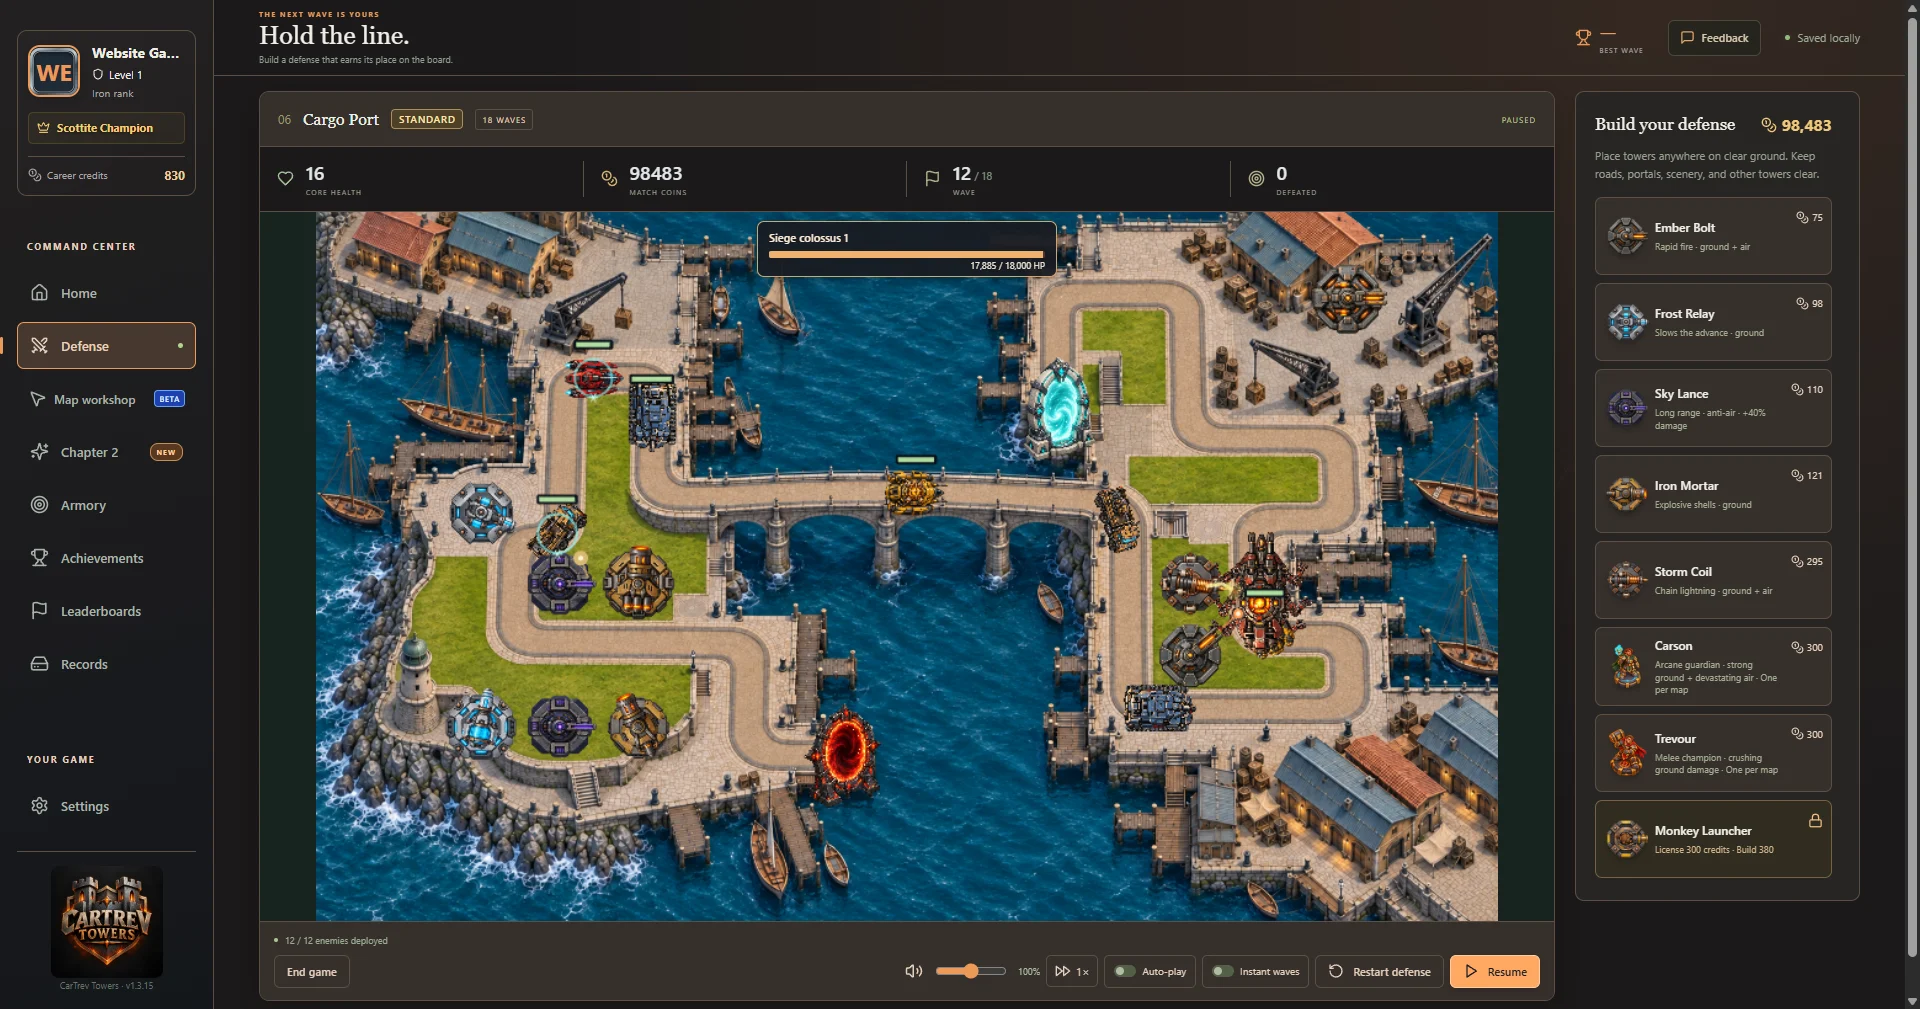 WE
Website Ga...
Level 1
Iron rank
Scottite Champion
Career credits 830
COMMAND CENTER
Home
Defense
Map workshop BETA
Chapter 2 NEW
Armory
Achievements
Leaderboards
Records
YOUR GAME
Settings
CARTREV
TOWERS
CarTrev Towers · v1.3.15
THE NEXT WAVE IS YOURS
Hold the line.
Build a defense that earns its place on the board.
—
BEST WAVE
Feedback
Saved locally
06 Cargo Port STANDARD 18 WAVES
PAUSED
16
CORE HEALTH
98483
MATCH COINS
12 / 18
WAVE
0
DEFEATED
Siege colossus 1
17,885 / 18,000 HP
12 / 12 enemies deployed
End game
100%
1×
Auto-play
Instant waves
Restart defense
Resume
Build your defense 98,483
Place towers anywhere on clear ground. Keep
roads, portals, scenery, and other towers clear.
Ember Bolt 75
Rapid fire · ground + air
Frost Relay 98
Slows the advance · ground
Sky Lance 110
Long range · anti-air · +40%
damage
Iron Mortar 121
Explosive shells · ground
Storm Coil 295
Chain lightning · ground + air
Carson 300
Arcane guardian · strong
ground + devastating air · One
per map
Trevour 300
Melee champion · crushing
ground damage · One per map
Monkey Launcher
License 300 credits · Build 380